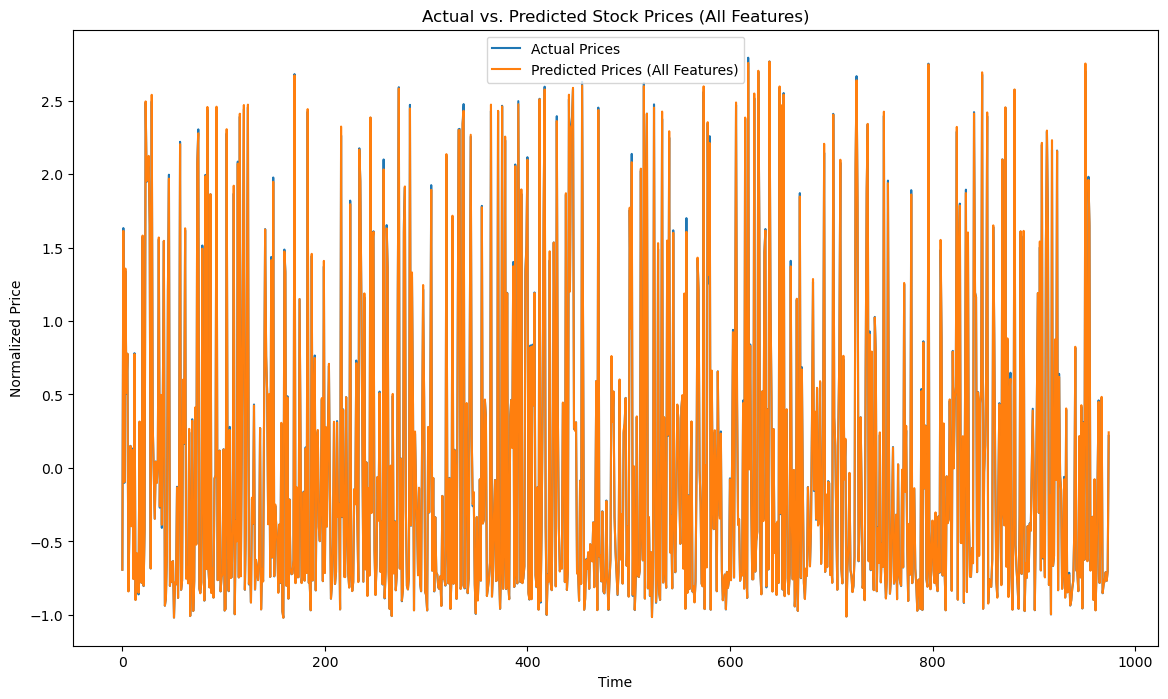 Actual vs. Predicted Stock Prices (All Features)
Actual Prices
Predicted Prices (All Features)
Normalized Price
2.5
2.0
1.5
1.0
0.5
0.0
−0.5
−1.0
0
200
400
600
800
1000
Time